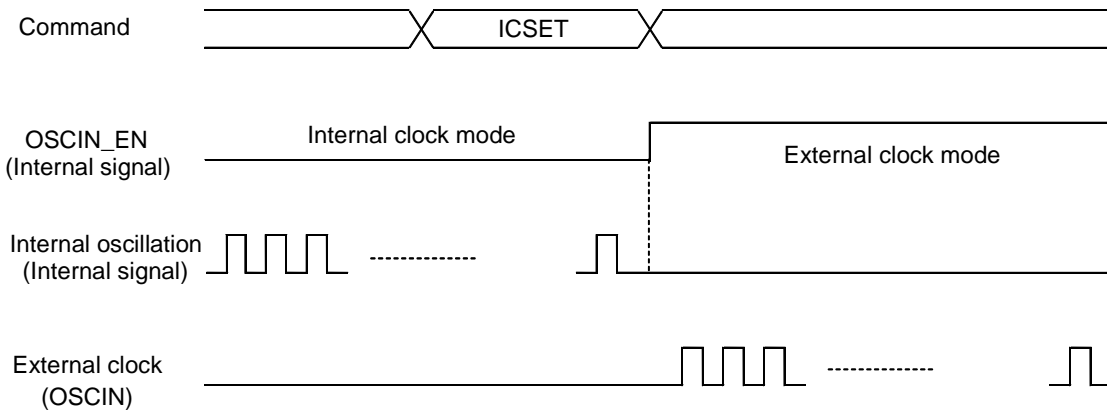 Command
ICSET
OSCIN_EN
(Internal signal)
Internal clock mode
External clock mode
Internal oscillation
(Internal signal)
External clock
(OSCIN)